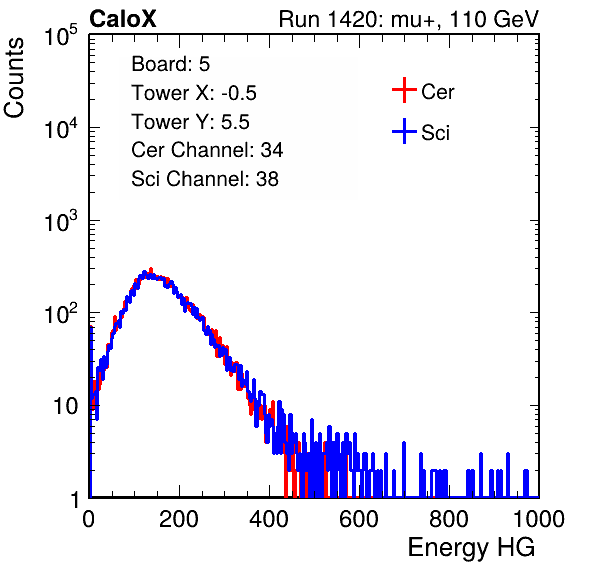 CaloX Run 1420: mu+, 110 GeV
Board: 5
Tower X: -0.5
Tower Y: 5.5
Cer Channel: 34
Sci Channel: 38
Cer
Sci
Counts
10^5
10^4
10^3
10^2
10
1
0 200 400 600 800 1000
Energy HG